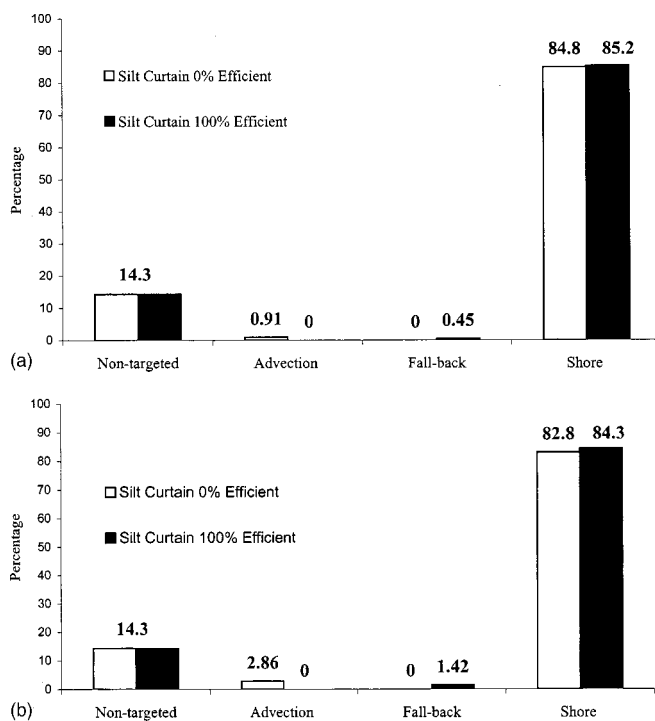 100
84.8 85.2
90
80
Silt Curtain 0% Efficient
70
Silt Curtain 100% Efficient
60
Percentage
50
40
30
14.3
20
10
0.91 0 0 0.45
0
(a) Non-targeted Advection Fall-back Shore
100
82.8 84.3
90
80
Silt Curtain 0% Efficient
70
Silt Curtain 100% Efficient
60
Percentage
50
40
30
14.3
20
10
2.86 0 0 1.42
0
(b) Non-targeted Advection Fall-back Shore